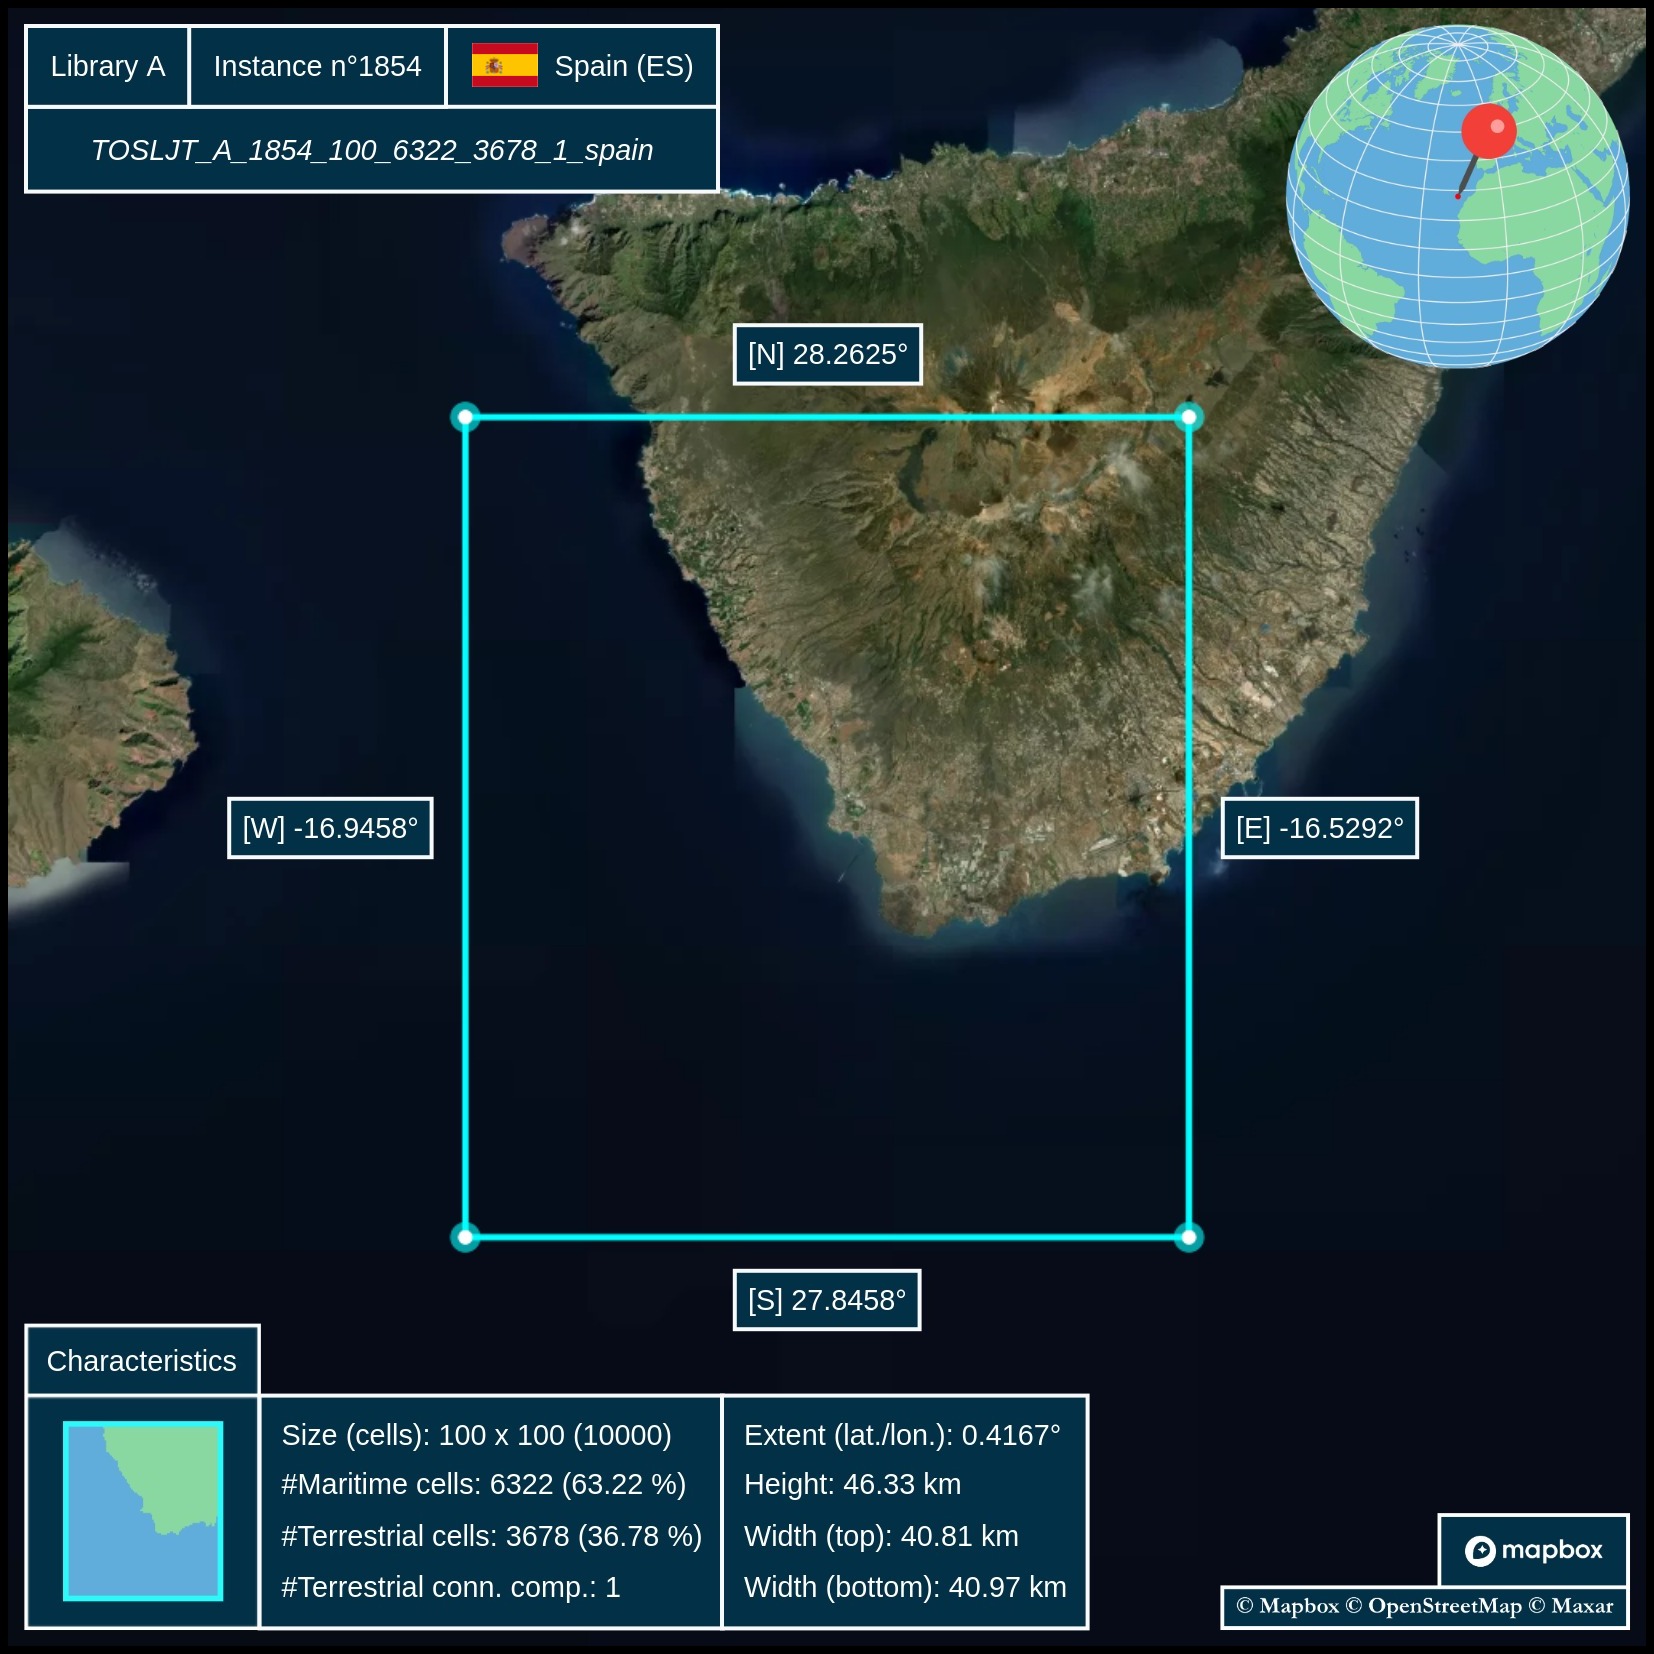 Library A
Instance n°1854
Spain (ES)
TOSLJT_A_1854_100_6322_3678_1_spain
[N] 28.2625°
[W] -16.9458°
[E] -16.5292°
[S] 27.8458°
Characteristics
Size (cells): 100 x 100 (10000)
#Maritime cells: 6322 (63.22 %)
#Terrestrial cells: 3678 (36.78 %)
#Terrestrial conn. comp.: 1
Extent (lat./lon.): 0.4167°
Height: 46.33 km
Width (top): 40.81 km
Width (bottom): 40.97 km
mapbox
© Mapbox © OpenStreetMap © Maxar